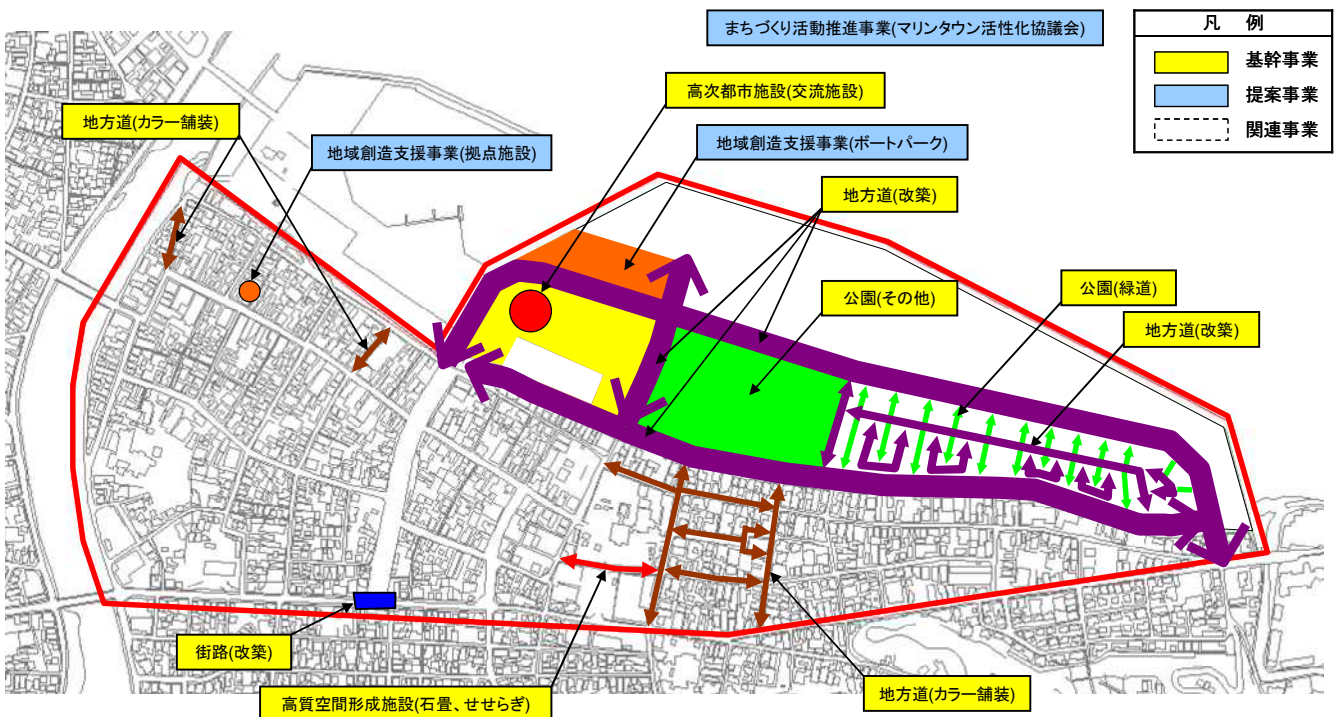 まちづくり活動推進事業(マリンタウン活性化協議会)
凡 例
基幹事業
提案事業
関連事業
高次都市施設(交流施設)
地方道(カラー舗装)
地域創造支援事業(拠点施設)
地域創造支援事業(ボートパーク)
地方道(改築)
公園(その他)
公園(緑道)
地方道(改築)
街路(改築)
高質空間形成施設(石畳、せせらぎ)
地方道(カラー舗装)